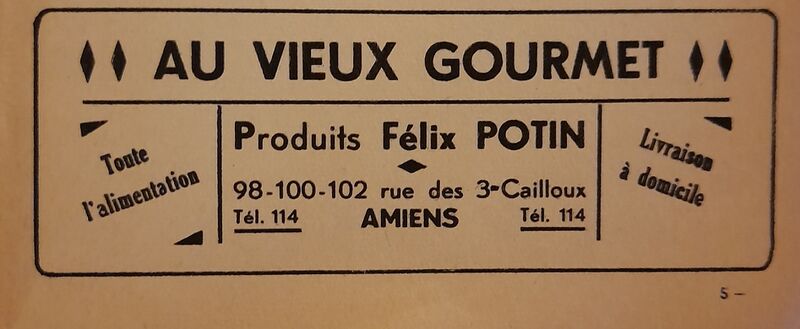 AU VIEUX GOURMET
Toute
l'alimentation
Produits Félix POTIN
98-100-102 rue des 3-Cailloux
Tél. 114 AMIENS Tél. 114
Livraison
à domicile
5 —